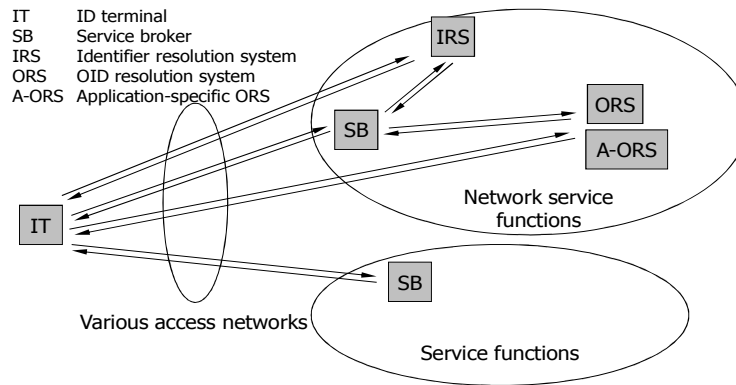 IT ID terminal
SB Service broker
IRS Identifier resolution system
ORS OID resolution system
A-ORS Application-specific ORS
IRS
ORS
SB
A-ORS
Network service
functions
IT
SB
Various access networks
Service functions